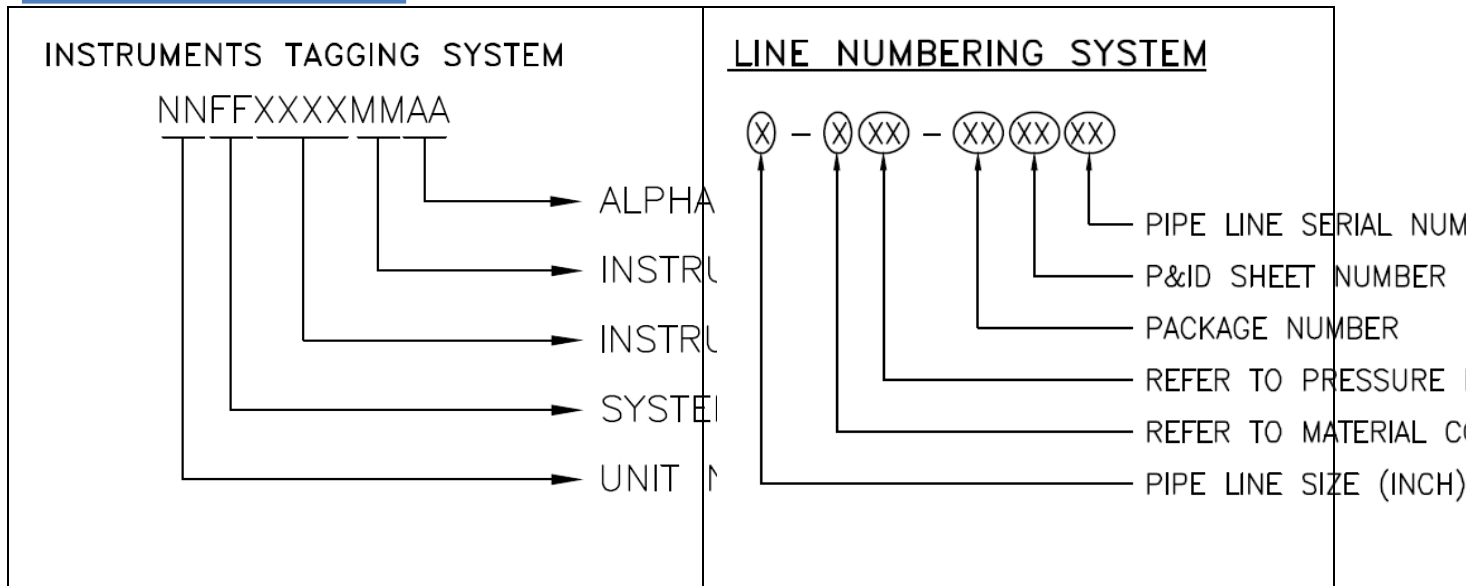 INSTRUMENTS TAGGING SYSTEM
NNFFXXXXMMAA
ALPHA
INSTRU
INSTRU
SYSTE
UNIT
LINE NUMBERING SYSTEM
X - X XX - XX XX XX
PIPE LINE SERIAL NUM
P&ID SHEET NUMBER
PACKAGE NUMBER
REFER TO PRESSURE
REFER TO MATERIAL CO
PIPE LINE SIZE (INCH)